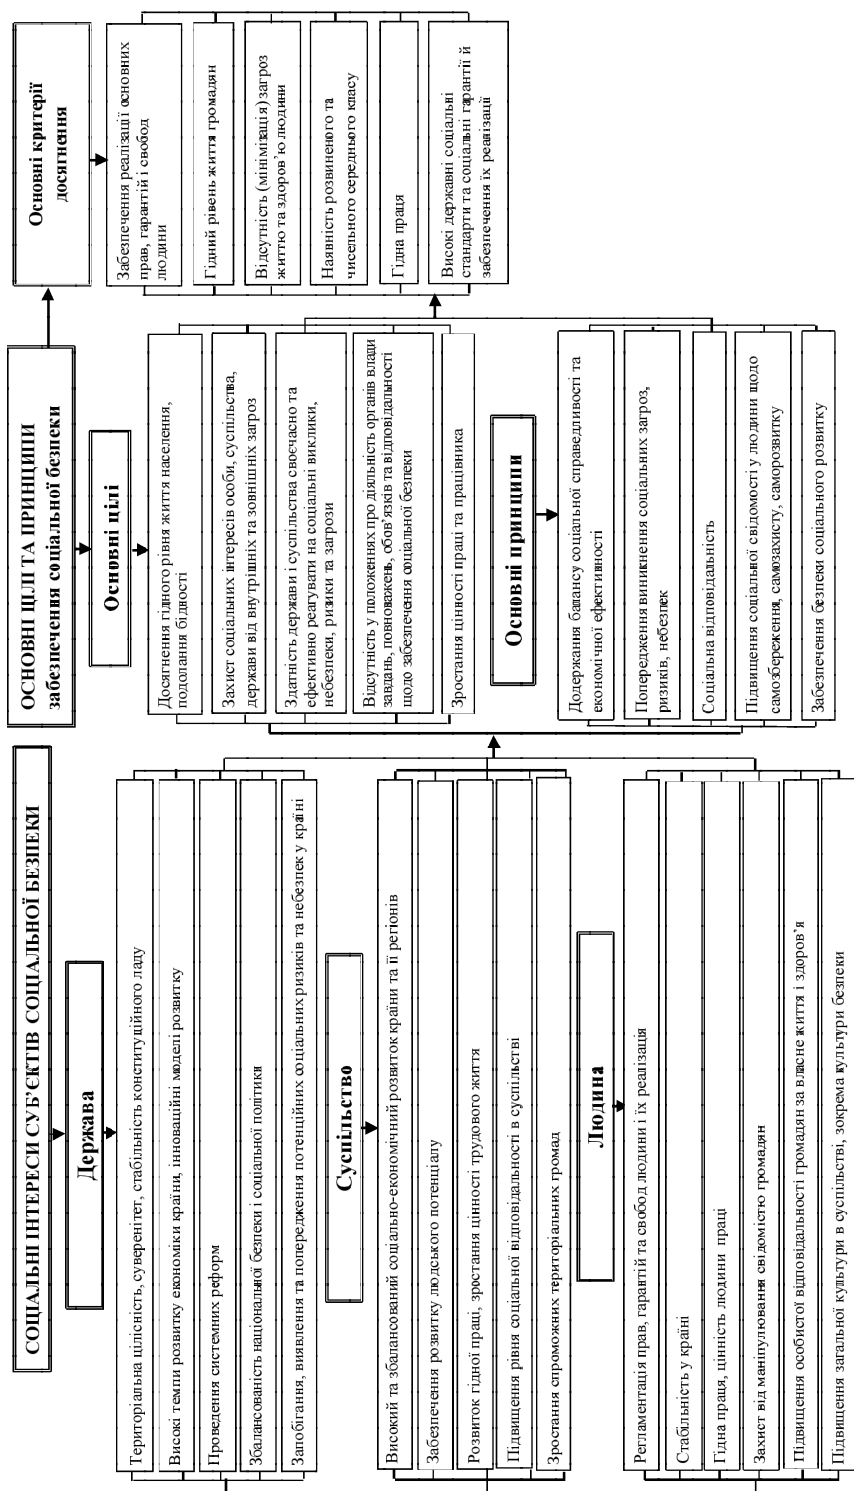 СОЦІАЛЬНІ ІНТЕРЕСИ СУБ’ЄКТІВ СОЦІАЛЬНОЇ БЕЗПЕКИ
Держава
Територіальна цілісність, суверенітет, стабільність конституційного ладу
Високі темпи розвитку економіки країни, інноваційні моделі розвитку
Проведення системних реформ
Збалансованість національної безпеки і соціальної політики
Запобігання, виявлення та попередження потенційних соціальних ризиків та небезпек у країні
Суспільство
Високий та збалансований соціально-економічний розвиток країни та її регіонів
Забезпечення розвитку людського потенціалу
Розвиток гідної праці, зростання цінності трудового життя
Підвищення рівня соціальної відповідальності в суспільстві
Зростання спроможних територіальних громад
Людина
Регламентація прав, гарантій та свобод людини і їх реалізація
Стабільність у країні
Гідна праця, цінність людини праці
Захист від маніпулювання свідомістю громадян
Підвищення особистої відповідальності громадян за власне життя і здоров’я
Підвищення загальної культури в суспільстві, зокрема культури безпеки
ОСНОВНІ ЦІЛІ ТА ПРИНЦИПИ
забезпечення соціальної безпеки
Основні цілі
Досягнення гідного рівня життя населення,
подолання бідності
Захист соціальних інтересів особи, суспільства,
держави від внутрішніх та зовнішніх загроз
Здатність держави і суспільства своєчасно та
ефективно реагувати на соціальні виклики,
небезпеки, ризики та загрози
Відсутність у положеннях про діяльність органів влади
завдань, повноважень, обов’язків та відповідальності
щодо забезпечення соціальної безпеки
Зростання цінності праці та працівника
Основні принципи
Додержання балансу соціальної справедливості та
економічної ефективності
Попередження виникнення соціальних загроз,
ризиків, небезпек
Соціальна відповідальність
Підвищення соціальної свідомості у людини щодо
самозбереження, самозахисту, саморозвитку
Забезпечення безпеки соціального розвитку
Основні критерії
досягнення
Забезпечення реалізації основних
прав, гарантій і свобод
людини
Гідний рівень життя громадян
Відсутність (мінімізація) загроз
життю та здоров’ю людини
Наявність розвиненого та
чисельного середнього класу
Гідна праця
Високі державні соціальні
стандарти та соціальні гарантії й
забезпечення їх реалізації